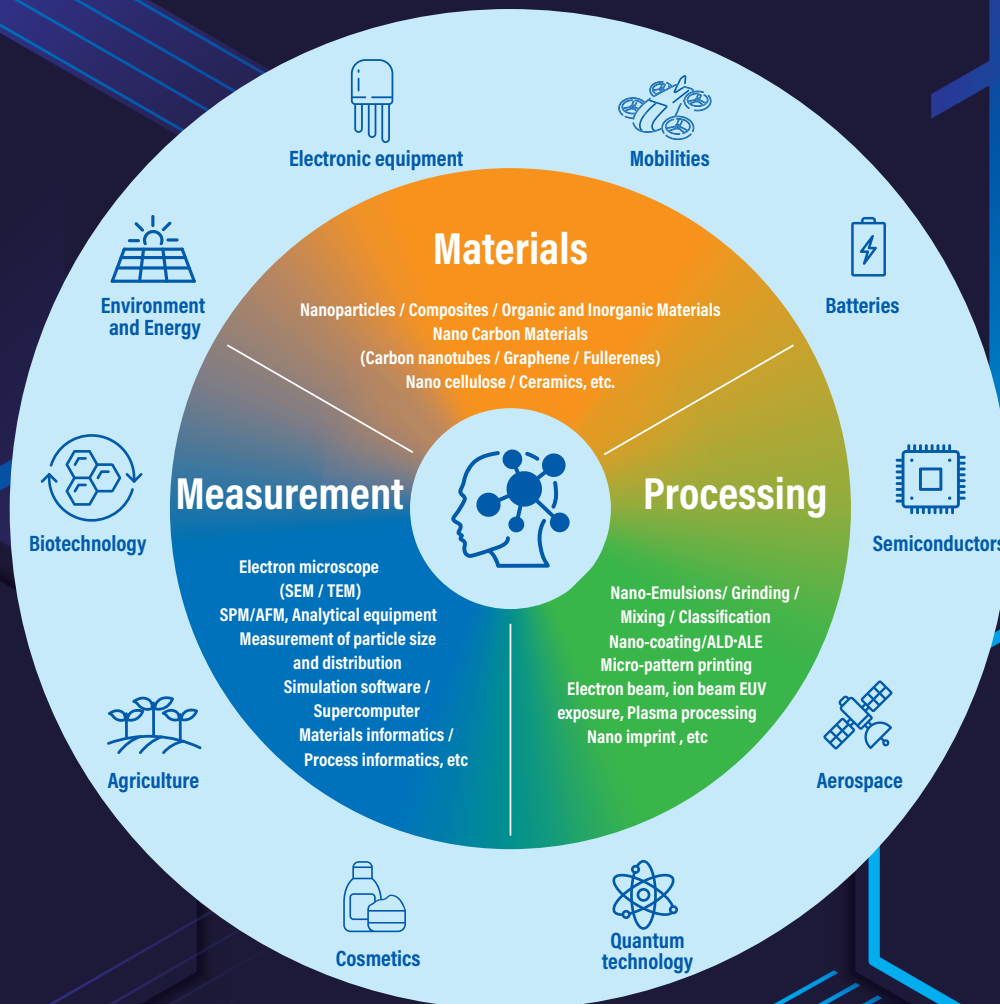 Electronic equipment
Mobilities
Environment
and Energy
Batteries
Materials
Nanoparticles / Composites / Organic and Inorganic Materials
Nano Carbon Materials
(Carbon nanotubes / Graphene / Fullerenes)
Nano cellulose / Ceramics, etc.
Measurement
Electron microscope
(SEM / TEM)
SPM/AFM, Analytical equipment
Measurement of particle size
and distribution
Simulation software /
Supercomputer
Materials informatics /
Process informatics, etc
Processing
Nano-Emulsions/ Grinding /
Mixing / Classification
Nano-coating/ALD･ALE
Micro-pattern printing
Electron beam, ion beam EUV
exposure, Plasma processing
Nano imprint , etc
Biotechnology
Semiconductors
Agriculture
Aerospace
Cosmetics
Quantum
technology